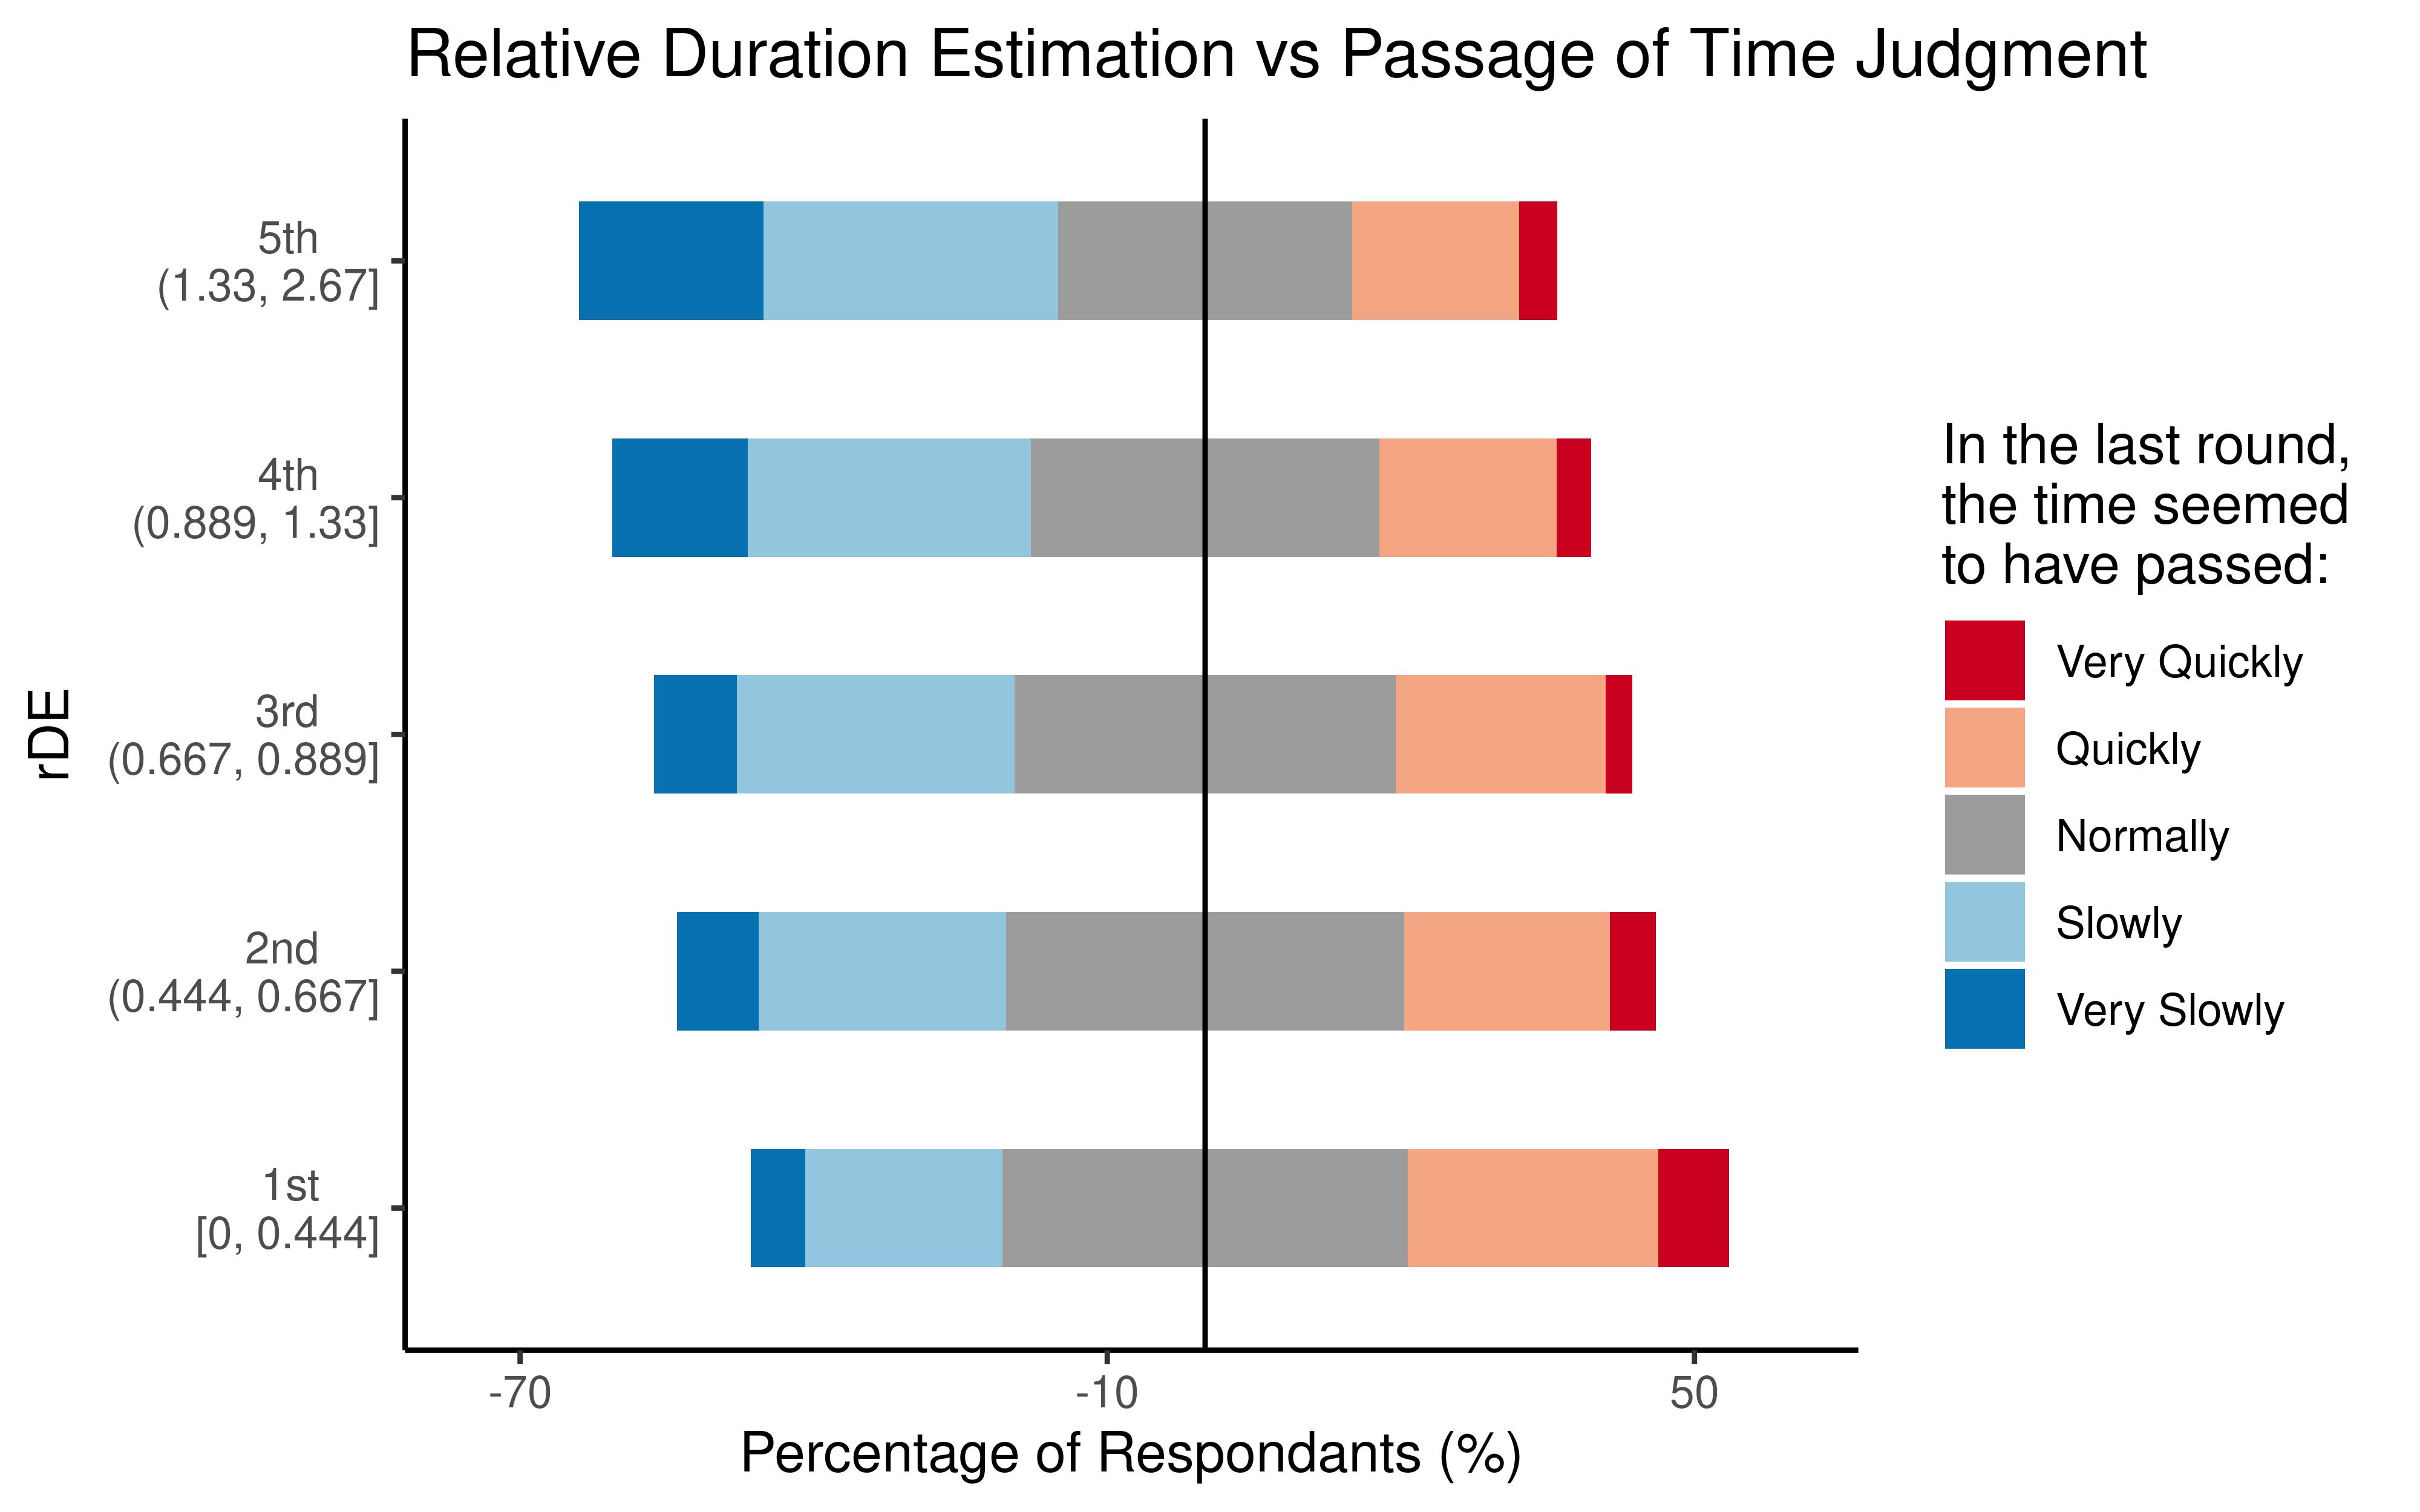 Relative Duration Estimation vs Passage of Time Judgment
rDE
5th
(1.33, 2.67]
4th
(0.889, 1.33]
3rd
(0.667, 0.889]
2nd
(0.444, 0.667]
1st
[0, 0.444]
-70
-10
50
Percentage of Respondants (%)
In the last round,
the time seemed
to have passed:
Very Quickly
Quickly
Normally
Slowly
Very Slowly